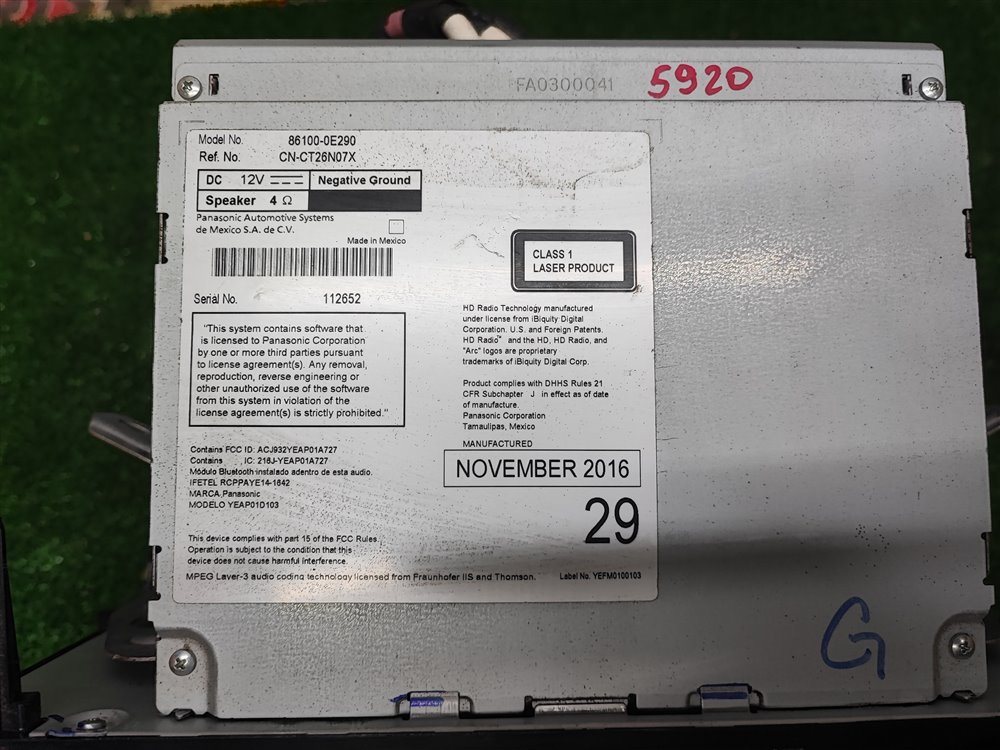 FA0300041 5920
Model No. 86100-0E290
Ref. No. CN-CT26N07X
DC 12V Negative Ground
Speaker 4 Ω
Panasonic Automotive Systems
de Mexico S.A. de C.V.
Made in Mexico
CLASS 1
LASER PRODUCT
Serial No. 112652
"This system contains software that
is licensed to Panasonic Corporation
by one or more third parties pursuant
to license agreement(s). Any removal,
reproduction, reverse engineering or
other unauthorized use of the software
from this system in violation of the
license agreement(s) is strictly prohibited."
HD Radio Technology manufactured
under license from iBiquity Digital
Corporation. U.S. and Foreign Patents.
HD Radio™ and the HD, HD Radio, and
"Arc" logos are proprietary
trademarks of iBiquity Digital Corp.
Product complies with DHHS Rules 21
CFR Subchapter J in effect as of date
of manufacture.
Panasonic Corporation
Tamaulipas, Mexico
MANUFACTURED
NOVEMBER 2016
29
Contains FCC ID: ACJ932YEAP01A727
Contains IC: 216J-YEAP01A727
Módulo Bluetooth instalado adentro de esta audio.
IFETEL RCPPAYE14-1642
MARCA,Panasonic
MODELO YEAP01D103
This device complies with part 15 of the FCC Rules
Operation is subject to the condition that this
device does not cause harmful interference.
MPEG Layer-3 audio coding technology licensed from Fraunhofer IIS and Thomson.
Label No. YEFM0100103
G